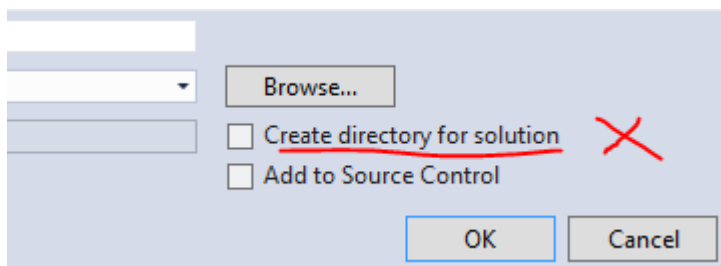 Browse...
Create directory for solution
Add to Source Control
OK Cancel